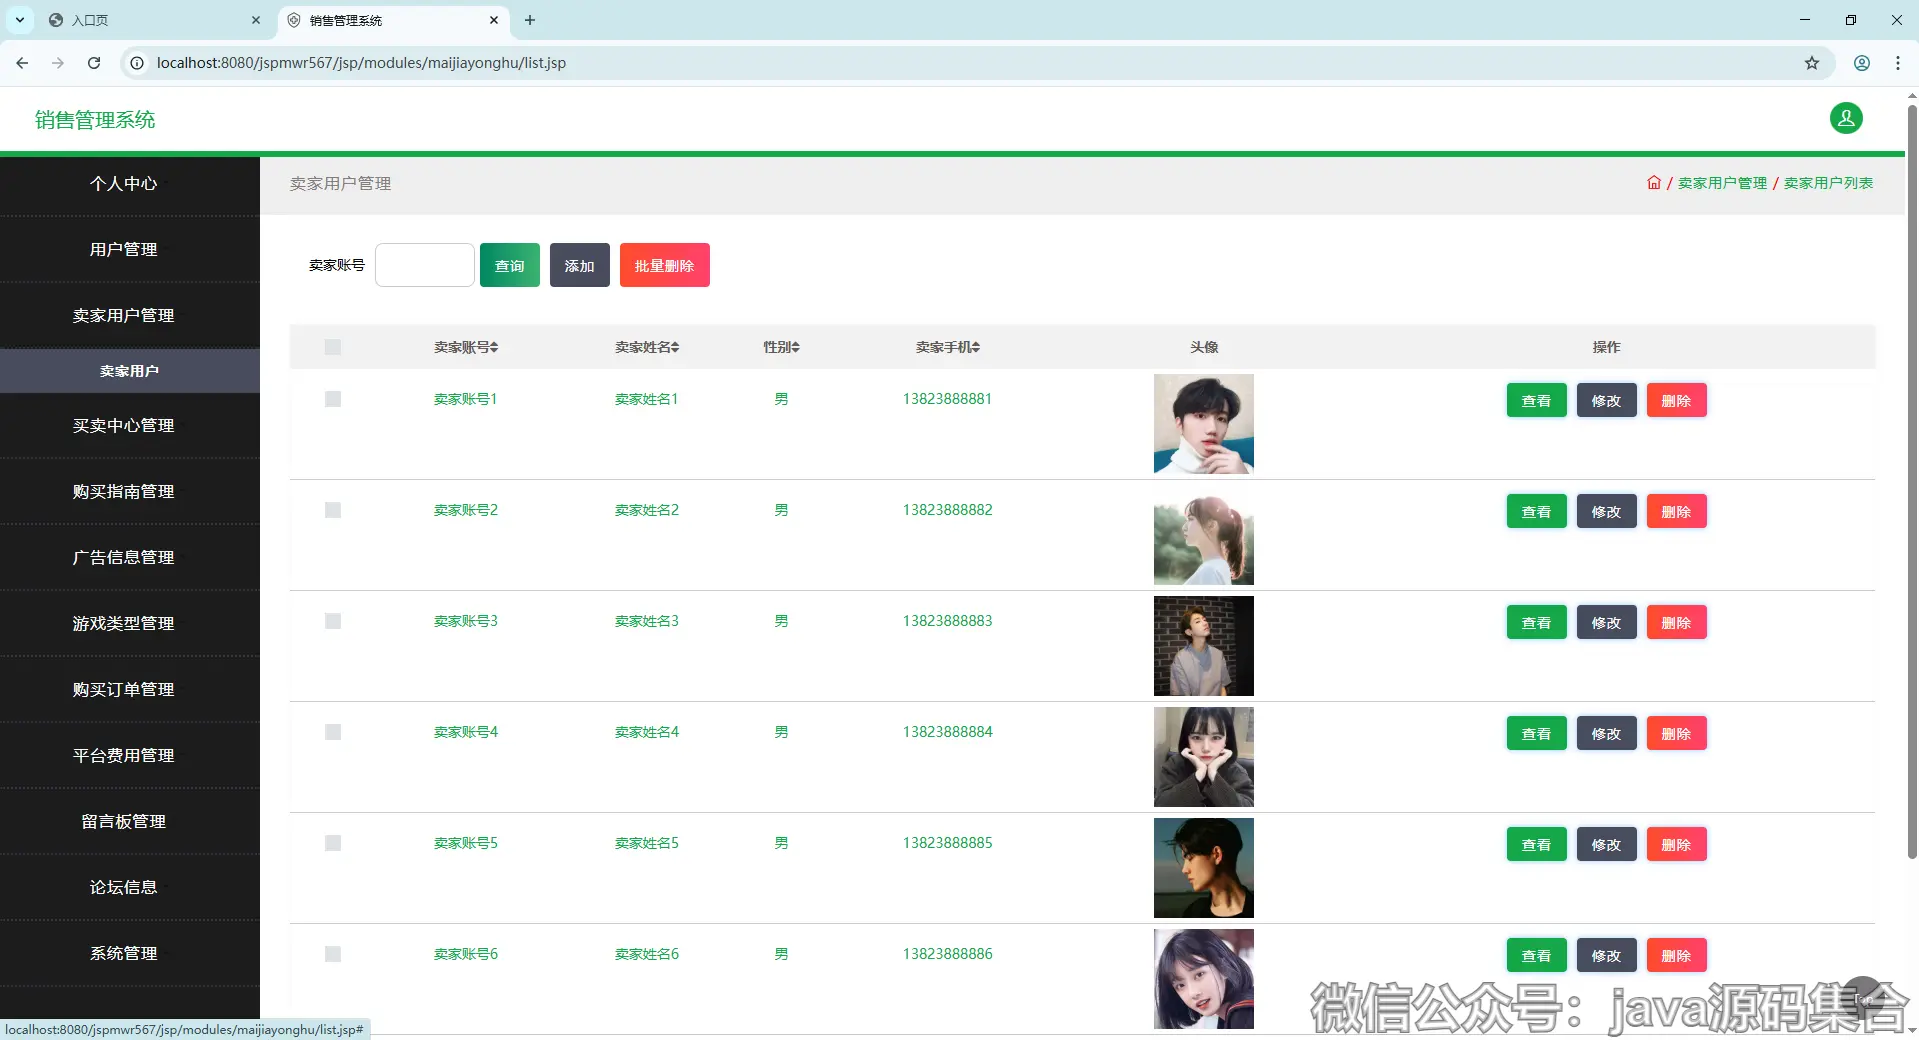 入口页
销售管理系统
localhost:8080/jspmwr567/jsp/modules/maijiayonghu/list.jsp
销售管理系统
个人中心
用户管理
卖家用户管理
卖家用户
买卖中心管理
购买指南管理
广告信息管理
游戏类型管理
购买订单管理
平台费用管理
留言板管理
论坛信息
系统管理
卖家用户管理
/ 卖家用户管理 / 卖家用户列表
卖家账号 查询 添加 批量删除
卖家账号 卖家姓名 性别 卖家手机 头像 操作
卖家账号1 卖家姓名1 男 13823888881 查看 修改 删除
卖家账号2 卖家姓名2 男 13823888882 查看 修改 删除
卖家账号3 卖家姓名3 男 13823888883 查看 修改 删除
卖家账号4 卖家姓名4 男 13823888884 查看 修改 删除
卖家账号5 卖家姓名5 男 13823888885 查看 修改 删除
卖家账号6 卖家姓名6 男 13823888886 查看 修改 删除
Top
微信公众号：java源码集合
localhost:8080/jspmwr567/jsp/modules/maijiayonghu/list.jsp#